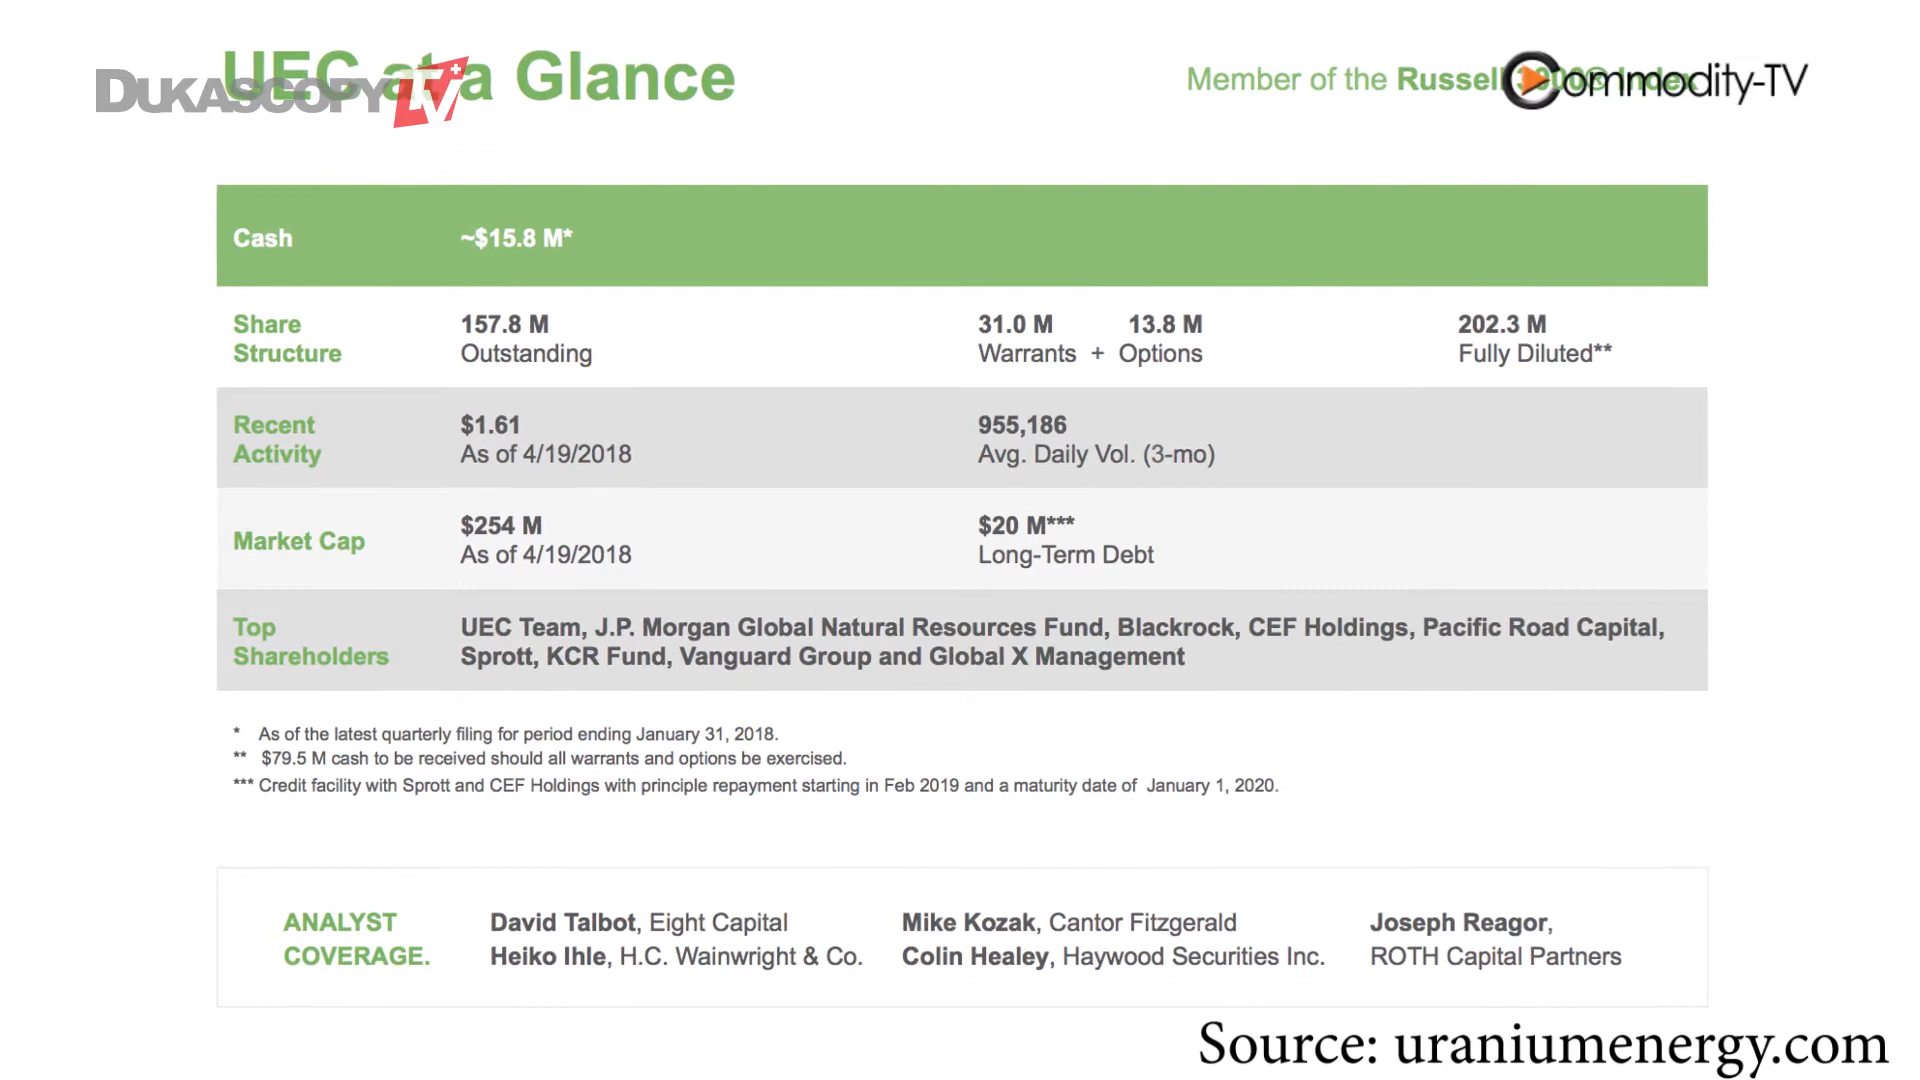 UEC at a Glance
DUKASCOPY TV+
Member of the Russell 3000® Index
Commodity-TV
Cash ~$15.8 M*
Share Structure
157.8 M
Outstanding
31.0 M 13.8 M
Warrants + Options
202.3 M
Fully Diluted**
Recent Activity
$1.61
As of 4/19/2018
955,186
Avg. Daily Vol. (3-mo)
Market Cap
$254 M
As of 4/19/2018
$20 M***
Long-Term Debt
Top Shareholders
UEC Team, J.P. Morgan Global Natural Resources Fund, Blackrock, CEF Holdings, Pacific Road Capital,
Sprott, KCR Fund, Vanguard Group and Global X Management
* As of the latest quarterly filing for period ending January 31, 2018.
** $79.5 M cash to be received should all warrants and options be exercised.
*** Credit facility with Sprott and CEF Holdings with principle repayment starting in Feb 2019 and a maturity date of January 1, 2020.
ANALYST
COVERAGE.
David Talbot, Eight Capital
Heiko Ihle, H.C. Wainwright & Co.
Mike Kozak, Cantor Fitzgerald
Colin Healey, Haywood Securities Inc.
Joseph Reagor,
ROTH Capital Partners
Source: uraniumenergy.com